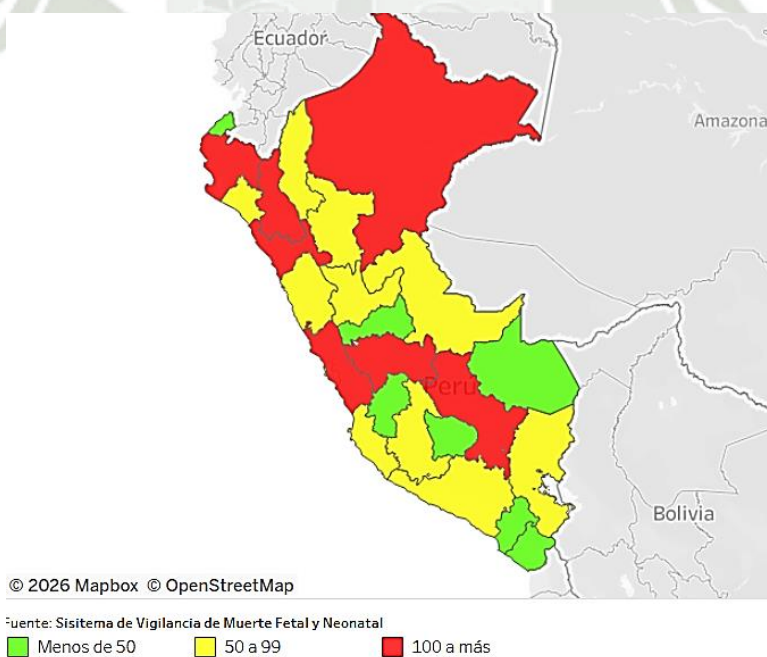 Ecuador
Amazona
Perú
Bolivia
© 2026 Mapbox © OpenStreetMap
Fuente: Sisitema de Vigilancia de Muerte Fetal y Neonatal
Menos de 50 50 a 99 100 a más